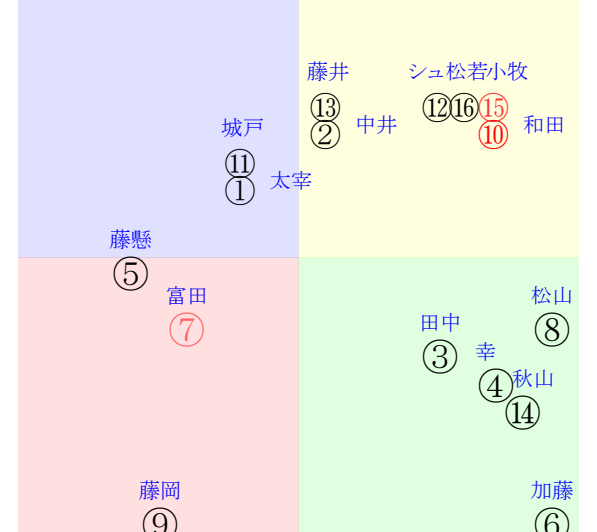 藤井 シュ松若小牧
⑬ ⑫⑯⑮
城戸 ② 中井 ⑩ 和田
⑪
① 太宰
藤懸
⑤
富田 松山
⑦ 田中 ⑧
③ 幸
④ 秋山
⑭
藤岡 加藤
⑨ ⑥